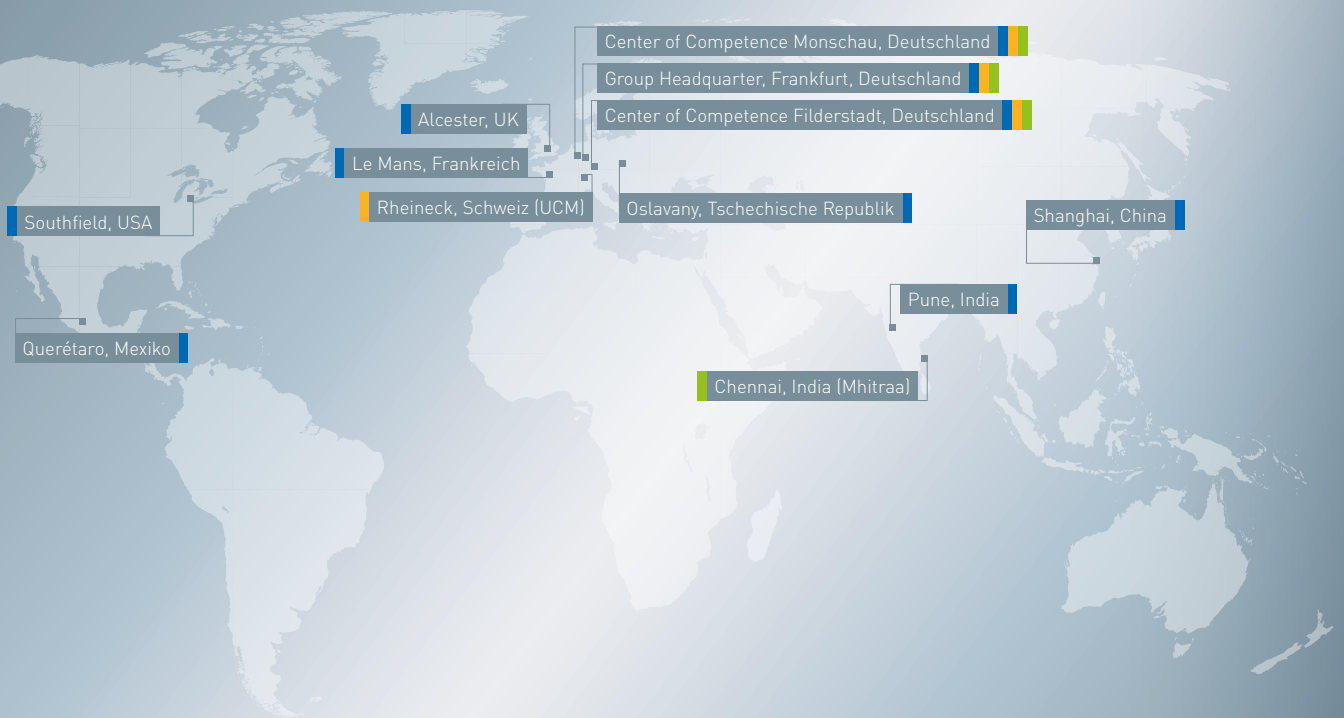 Center of Competence Monschau, Deutschland
Group Headquarter, Frankfurt, Deutschland
Center of Competence Filderstadt, Deutschland
Alcester, UK
Le Mans, Frankreich
Rheineck, Schweiz (UCM)
Oslavany, Tschechische Republik
Southfield, USA
Shanghai, China
Pune, India
Querétaro, Mexiko
Chennai, India (Mhitraa)